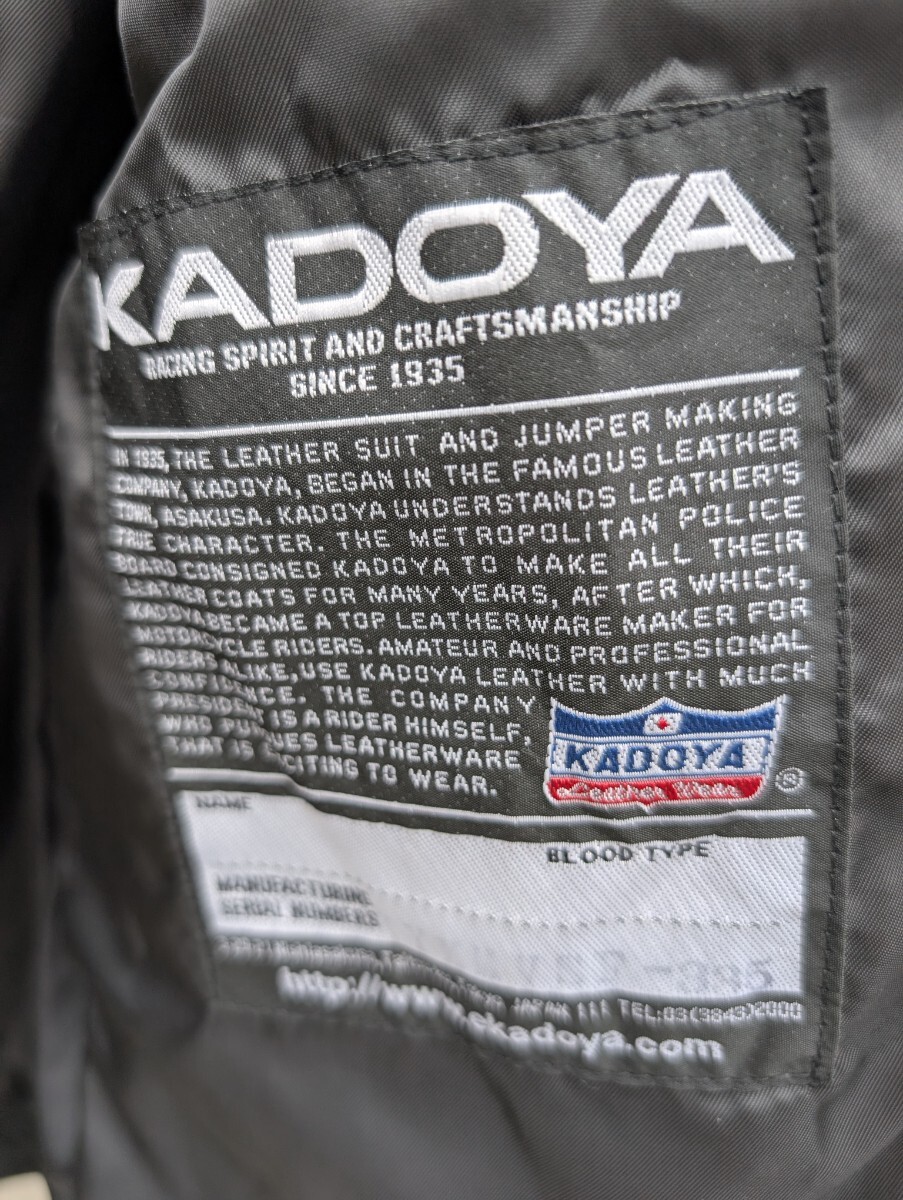 KADOYA
RACING SPIRIT AND CRAFTSMANSHIP
SINCE 1935
IN 1935, THE LEATHER SUIT AND JUMPER MAKING
COMPANY, KADOYA, BEGAN IN THE FAMOUS LEATHER
TOWN, ASAKUSA. KADOYA UNDERSTANDS LEATHER'S
TRUE CHARACTER. THE METROPOLITAN POLICE
BOARD CONSIGNED KADOYA TO MAKE ALL THEIR
LEATHER COATS FOR MANY YEARS, AFTER WHICH,
KADOYA BECAME A TOP LEATHERWARE MAKER FOR
MOTORCYCLE RIDERS. AMATEUR AND PROFESSIONAL
RIDERS ALIKE, USE KADOYA LEATHER WITH MUCH
CONFIDENCE. THE COMPANY
PRESIDENT IS A RIDER HIMSELF,
WHO LEATHERWARE
THAT IS EXCITING TO WEAR.
KADOYA
Leather Wear
®
NAME
BLOOD TYPE
MANUFACTURING
SERIAL NUMBERS
-385
JAPAN 111 TEL:03(3843)2000
http://www.ekadoya.com